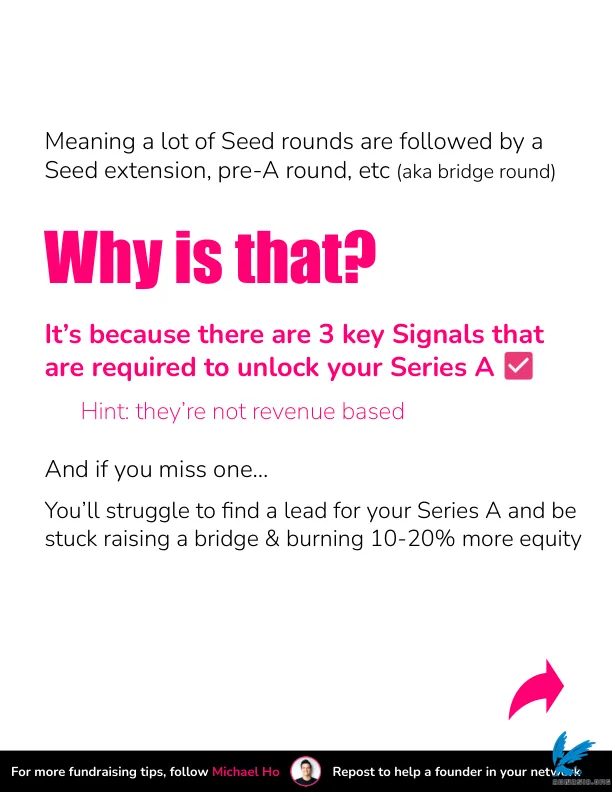 Meaning a lot of Seed rounds are followed by a
Seed extension, pre-A round, etc (aka bridge round)
Why is that?
It's because there are 3 key Signals that
are required to unlock your Series A ✅
Hint: they're not revenue based
And if you miss one...
You'll struggle to find a lead for your Series A and be
stuck raising a bridge & burning 10-20% more equity
For more fundraising tips, follow Michael Ho
Repost to help a founder in your network